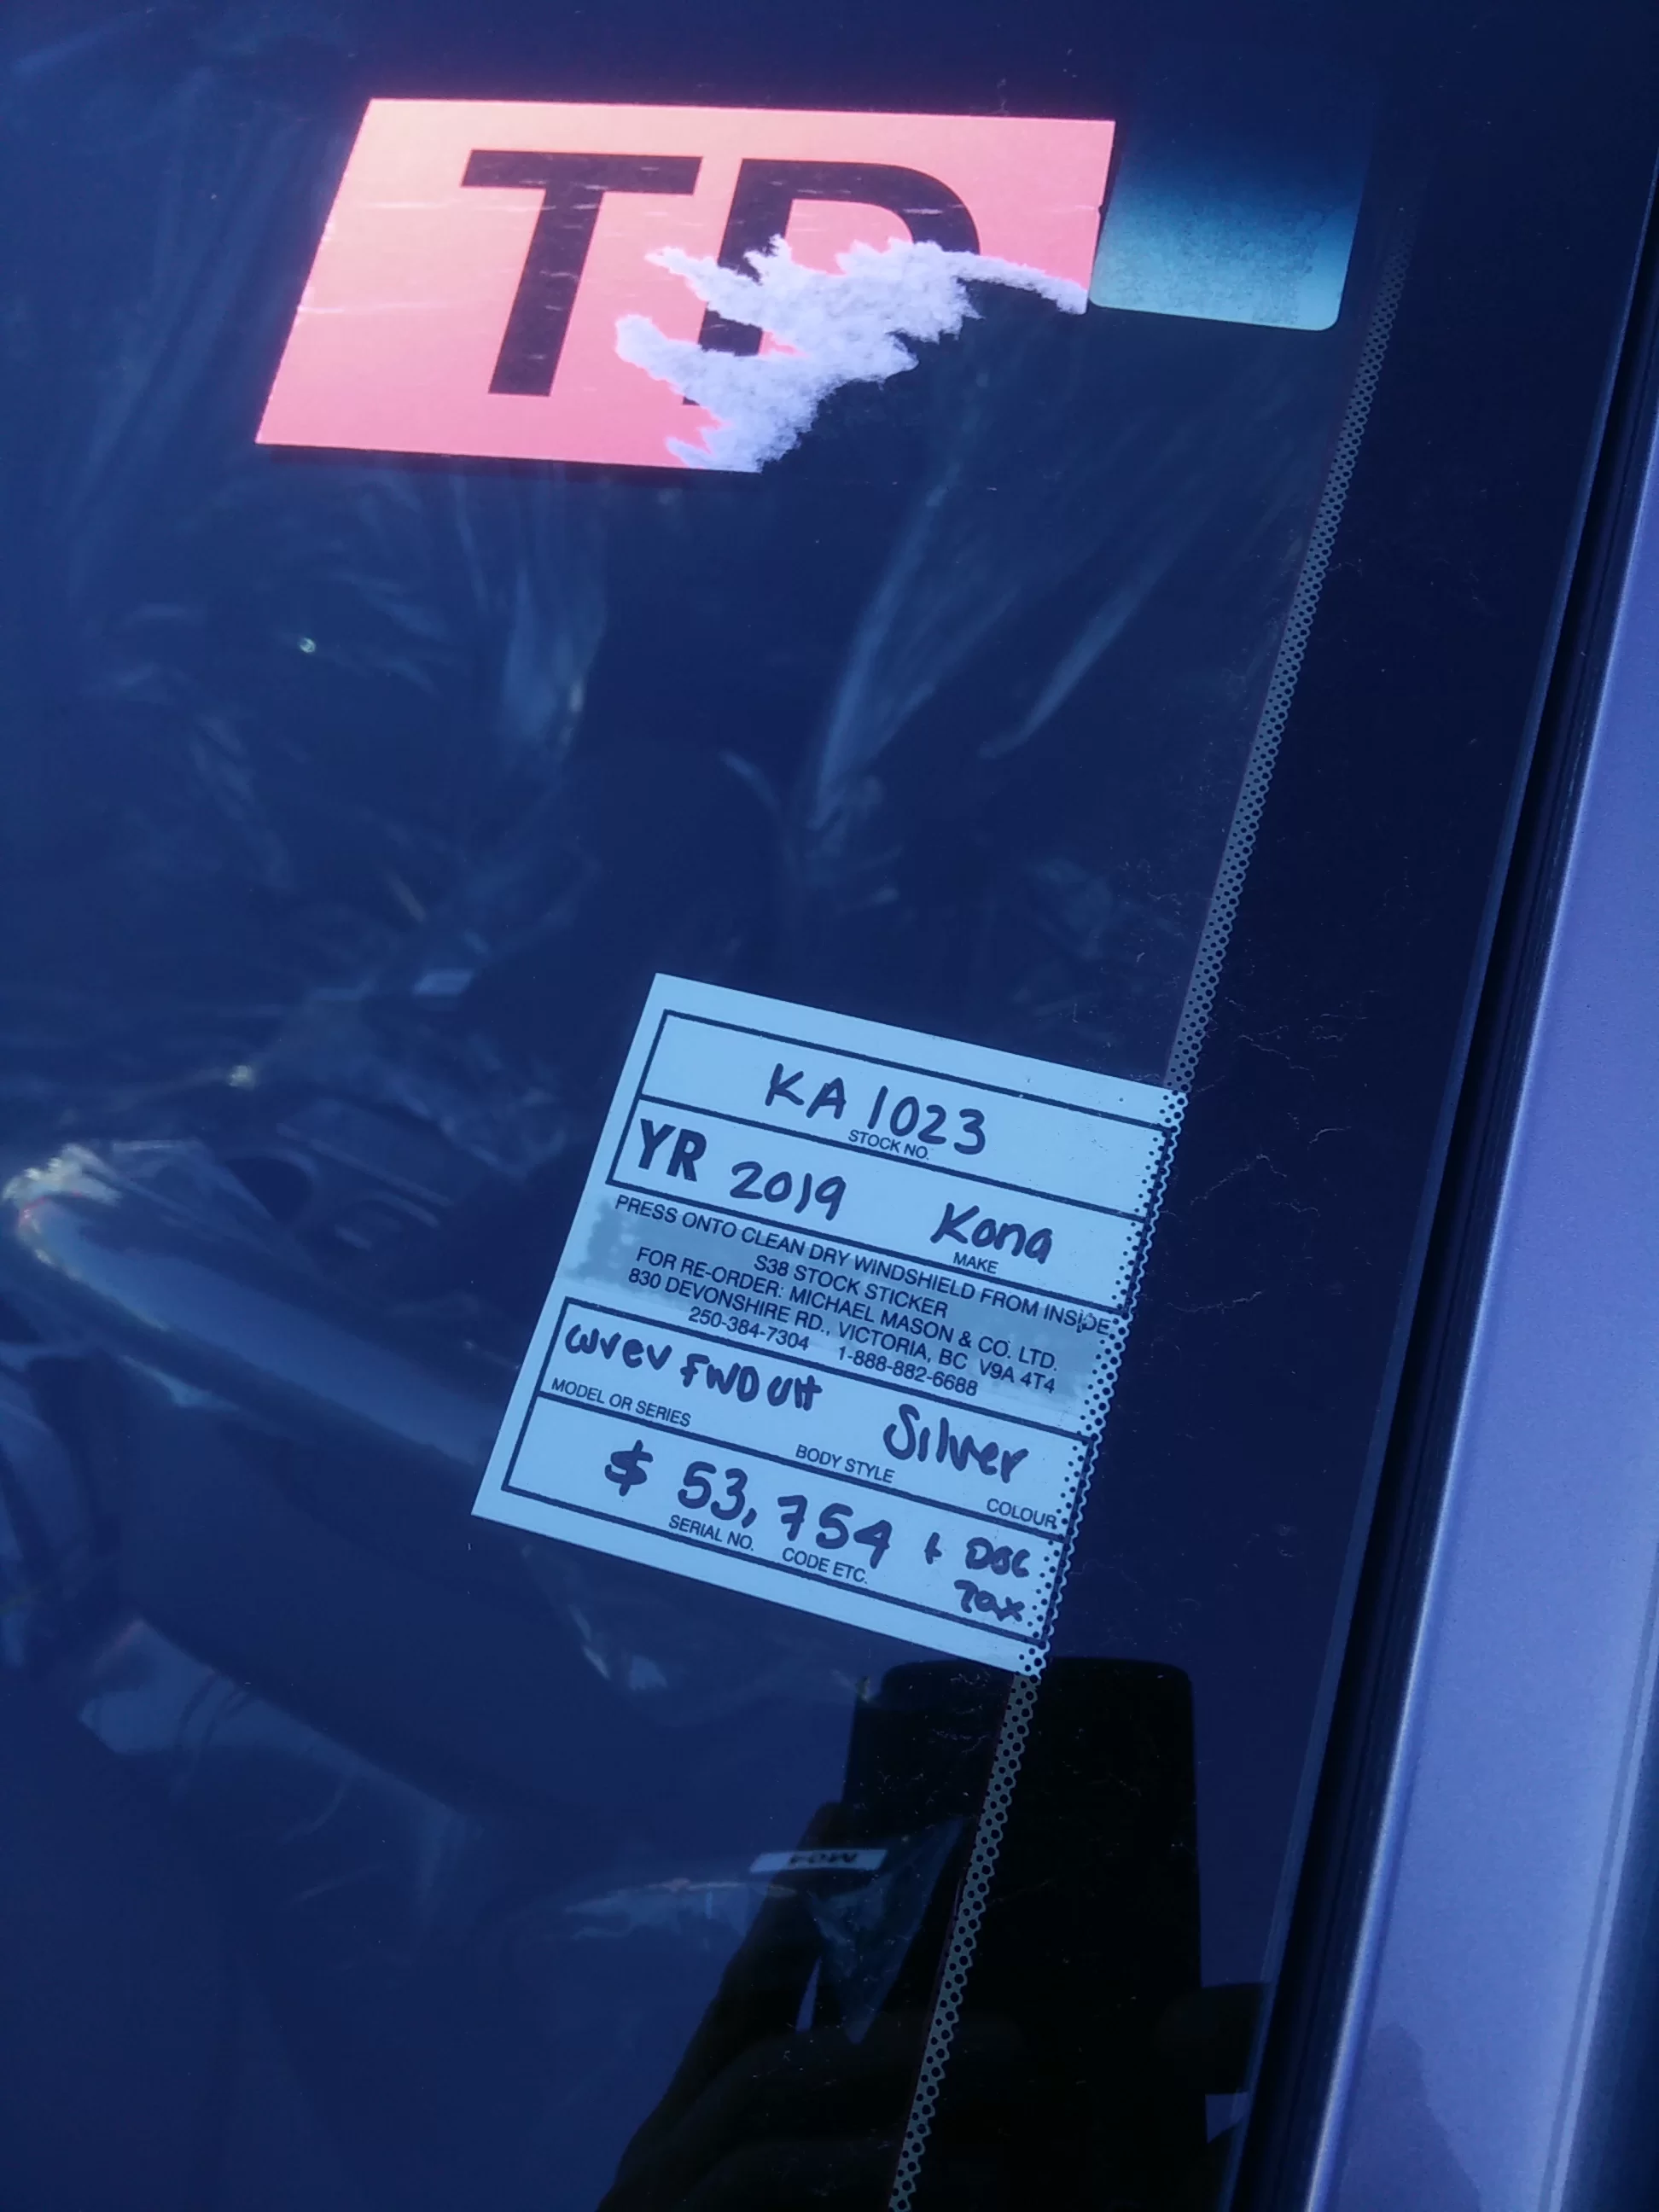 TP
KA 1023
STOCK NO.
YR 2019 Kona
MAKE
PRESS ONTO CLEAN DRY WINDSHIELD FROM INSIDE
S38 STOCK STICKER
FOR RE-ORDER: MICHAEL MASON & CO. LTD.
830 DEVONSHIRE RD., VICTORIA, BC V9A 4T4
250-384-7304 1-888-882-6688
FWD Silver
MODEL OR SERIES BODY STYLE COLOUR
$ 53,754 + DOC
Tax
SERIAL NO. CODE ETC.